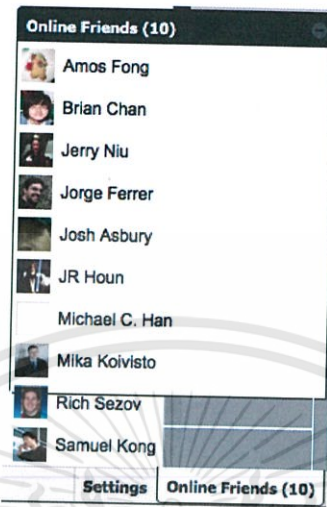 Online Friends (10)
Amos Fong
Brian Chan
Jerry Niu
Jorge Ferrer
Josh Asbury
JR Houn
Michael C. Han
Mika Koivisto
Rich Sezov
Samuel Kong
Settings Online Friends (10)